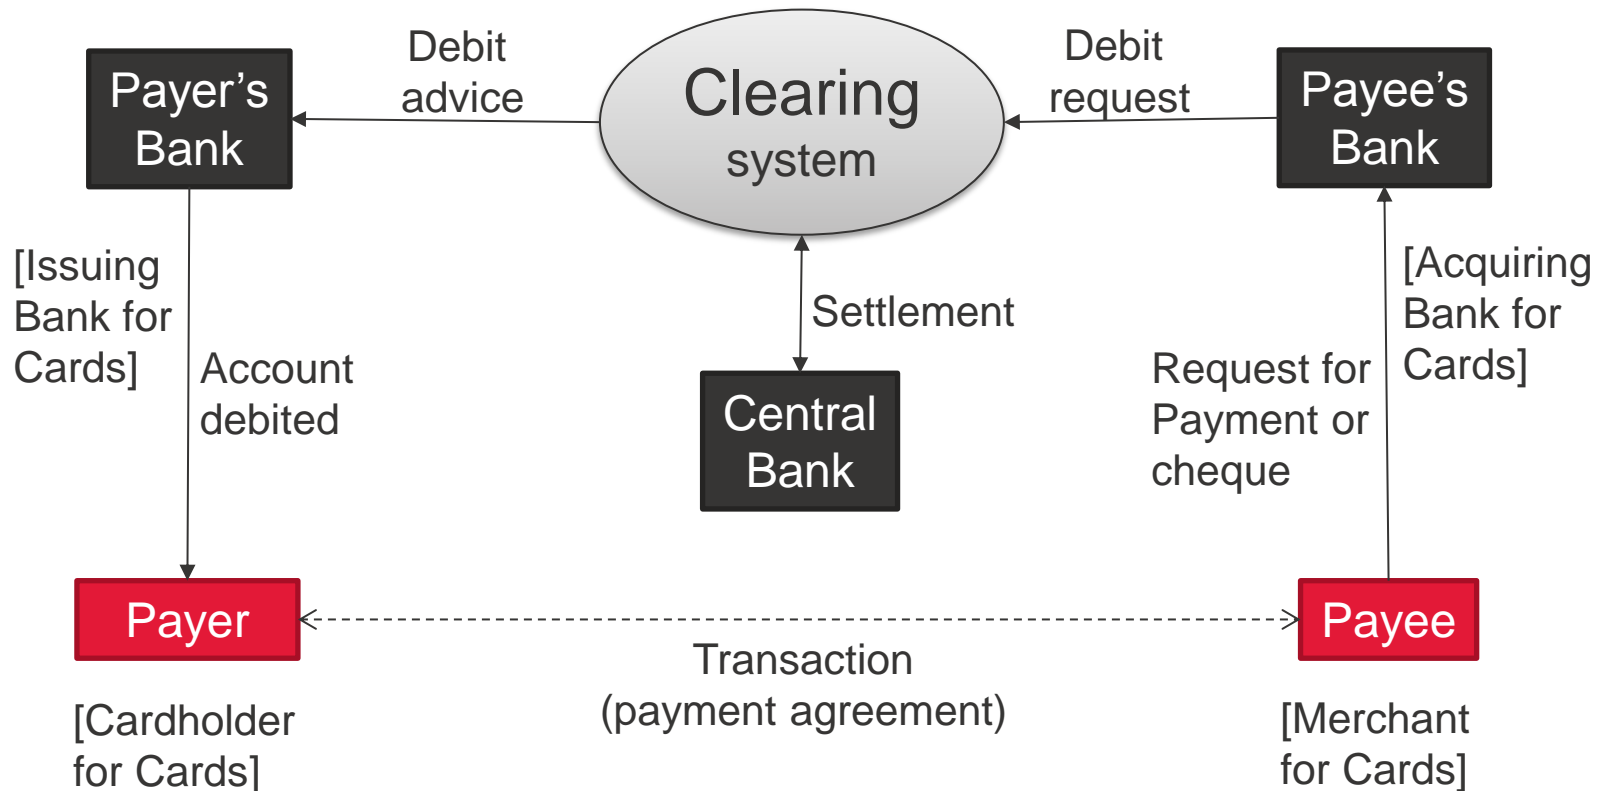 Payer’s
Bank
Debit
advice
Clearing
system
Debit
request
Payee’s
Bank
[Issuing
Bank for
Cards]
Account
debited
Settlement
Central
Bank
Request for
Payment or
cheque
[Acquiring
Bank for
Cards]
Payer
Transaction
(payment agreement)
Payee
[Cardholder
for Cards]
[Merchant
for Cards]